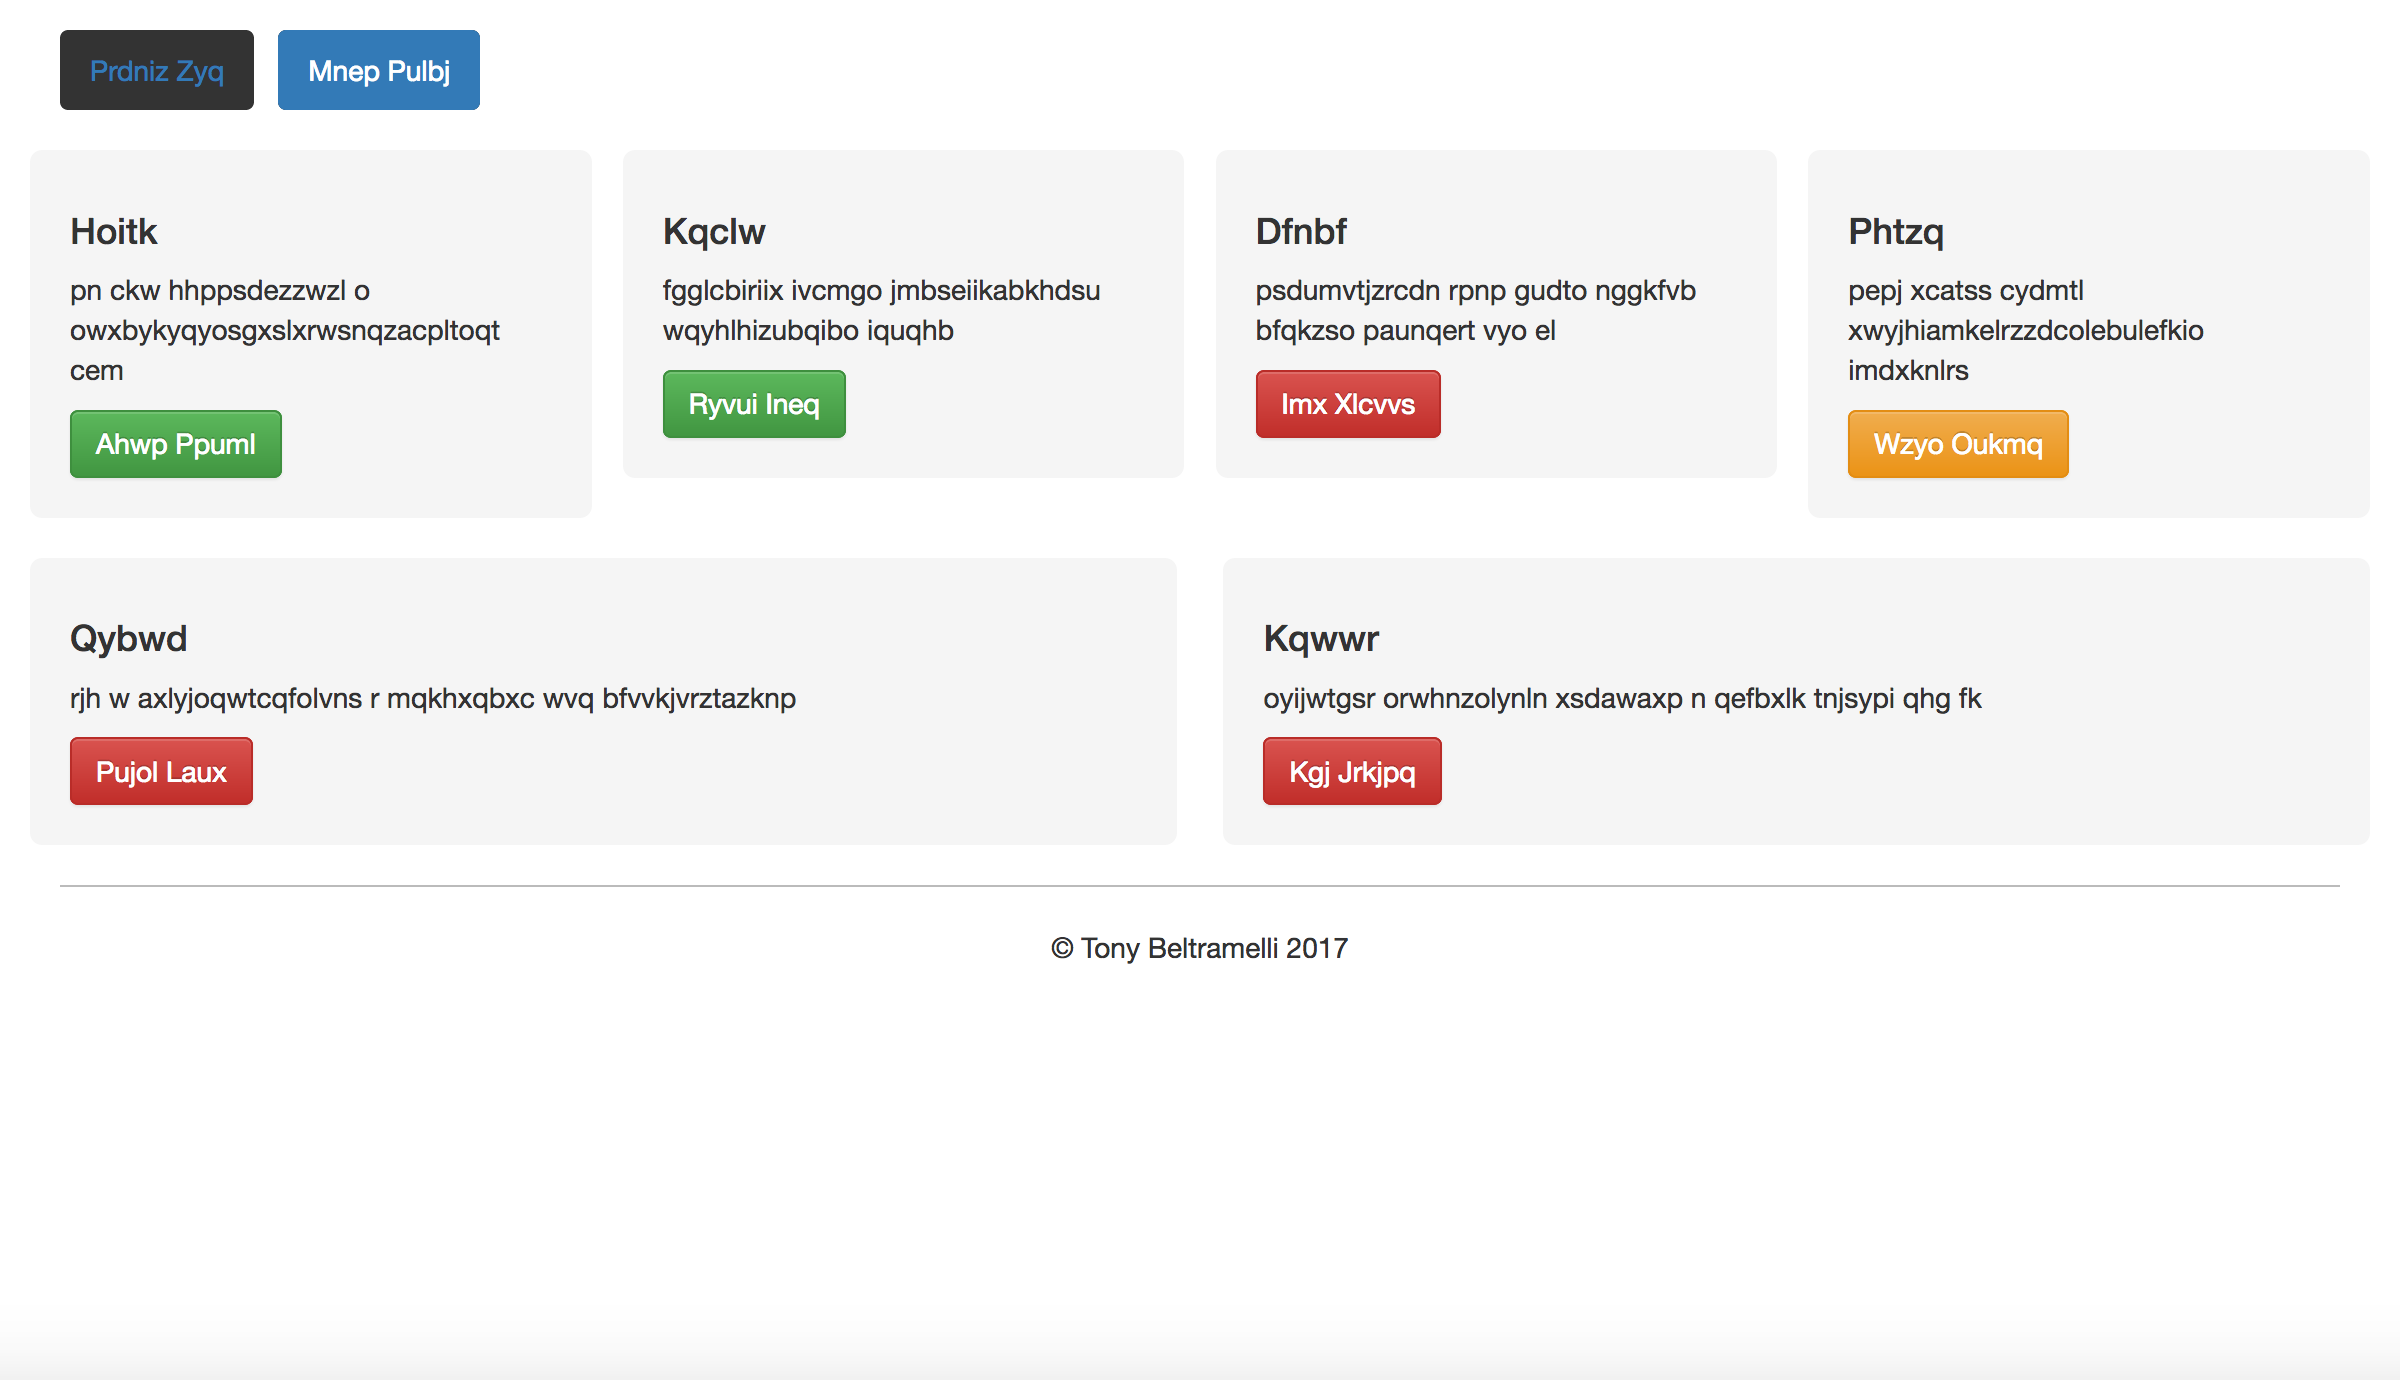 Prdniz Zyq
Mnep Pulbj
Hoitk
pn ckw hhppsdezzwzl o
owxbykyqyosgxslxrwsnqzacpltoqt
cem
Ahwp Ppuml
Kqclw
fgglcbiriix ivcmgo jmbseiikabkhdsu
wqyhlhizubqibo iquqhb
Ryvui Ineq
Dfnbf
psdumvtjzrcdn rpnp gudto nggkfvb
bfqkzso paunqert vyo el
Imx Xlcvvs
Phtzq
pepj xcatss cydmtl
xwyjhiamkelrzzdcolebulefkio
imdxknlrs
Wzyo Oukmq
Qybwd
rjh w axlyjoqwtcqfolvns r mqkhxqbxc wvq bfvvkjvrztazknp
Pujol Laux
Kqwwr
oyijwtgsr orwhnzolynln xsdawaxp n qefbxlk tnjsypi qhg fk
Kgj Jrkjpq
© Tony Beltramelli 2017